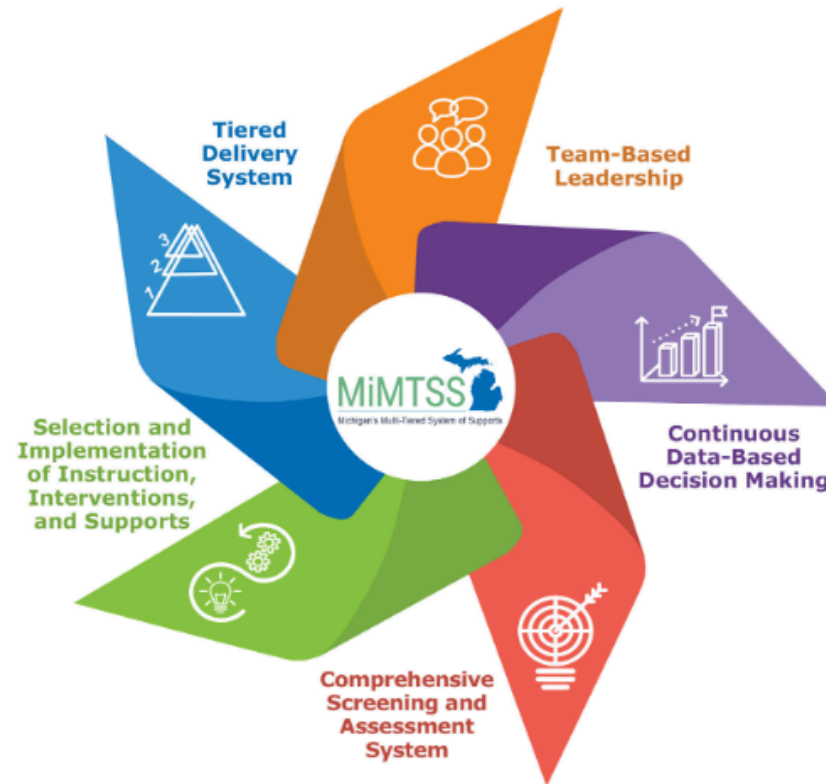 Tiered
Delivery
System
Team-Based
Leadership
3
2
1
MiMTSS
Michigan's Multi-Tiered System of Supports
Continuous
Data-Based
Decision Making
Selection and
Implementation
of Instruction,
Interventions,
and Supports
Comprehensive
Screening and
Assessment
System